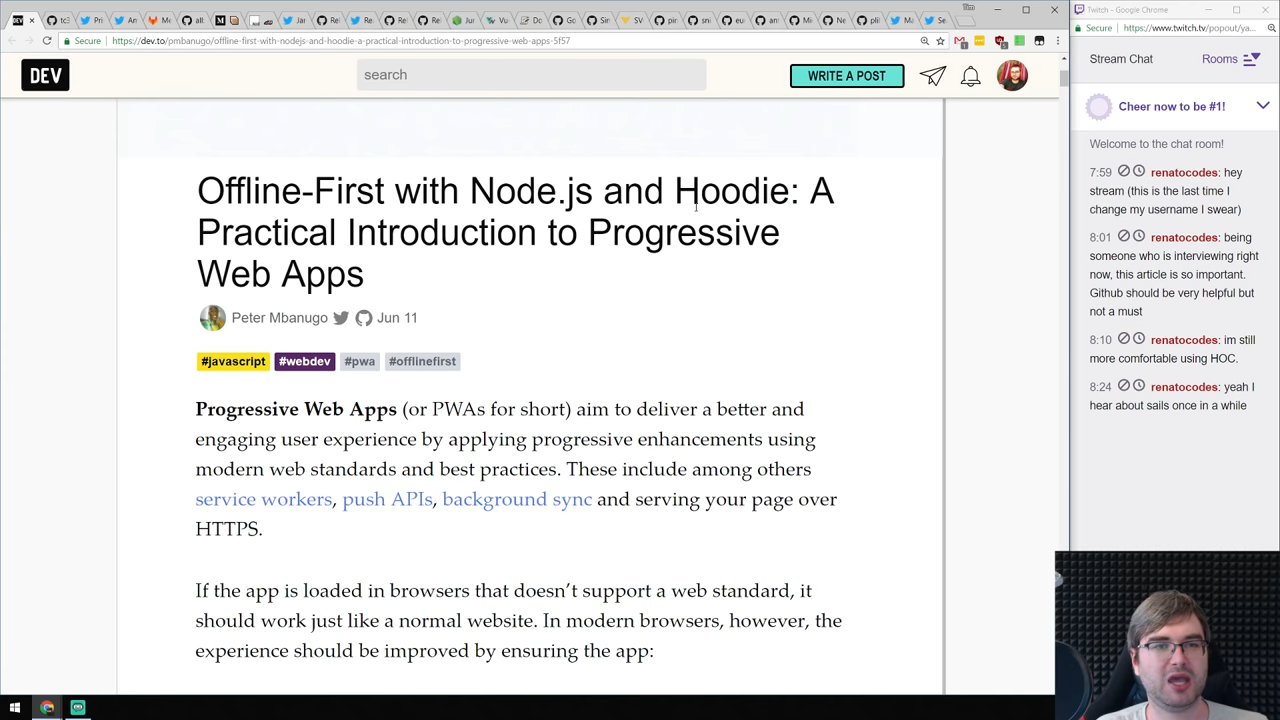 Secure
https://dev.to/pmbanugo/offline-first-with-nodejs-and-hoodie-a-practical-introduction-to-progressive-web-apps-5f57
DEV
search
WRITE A POST
Offline-First with Node.js and Hoodie: A
Practical Introduction to Progressive
Web Apps
Peter Mbanugo Jun 11
#javascript #webdev #pwa #offlinefirst
Progressive Web Apps (or PWAs for short) aim to deliver a better and
engaging user experience by applying progressive enhancements using
modern web standards and best practices. These include among others
service workers, push APIs, background sync and serving your page over
HTTPS.
If the app is loaded in browsers that doesn't support a web standard, it
should work just like a normal website. In modern browsers, however, the
experience should be improved by ensuring the app:
Twitch - Google Chrome
Secure https://www.twitch.tv/popout/ya...
Stream Chat Rooms
Cheer now to be #1!
Welcome to the chat room!
7:59 renatocodes: hey
stream (this is the last time I
change my username I swear)
8:01 renatocodes: being
someone who is interviewing right
now, this article is so important.
Github should be very helpful but
not a must
8:10 renatocodes: im still
more comfortable using HOC.
8:24 renatocodes: yeah I
hear about sails once in a while